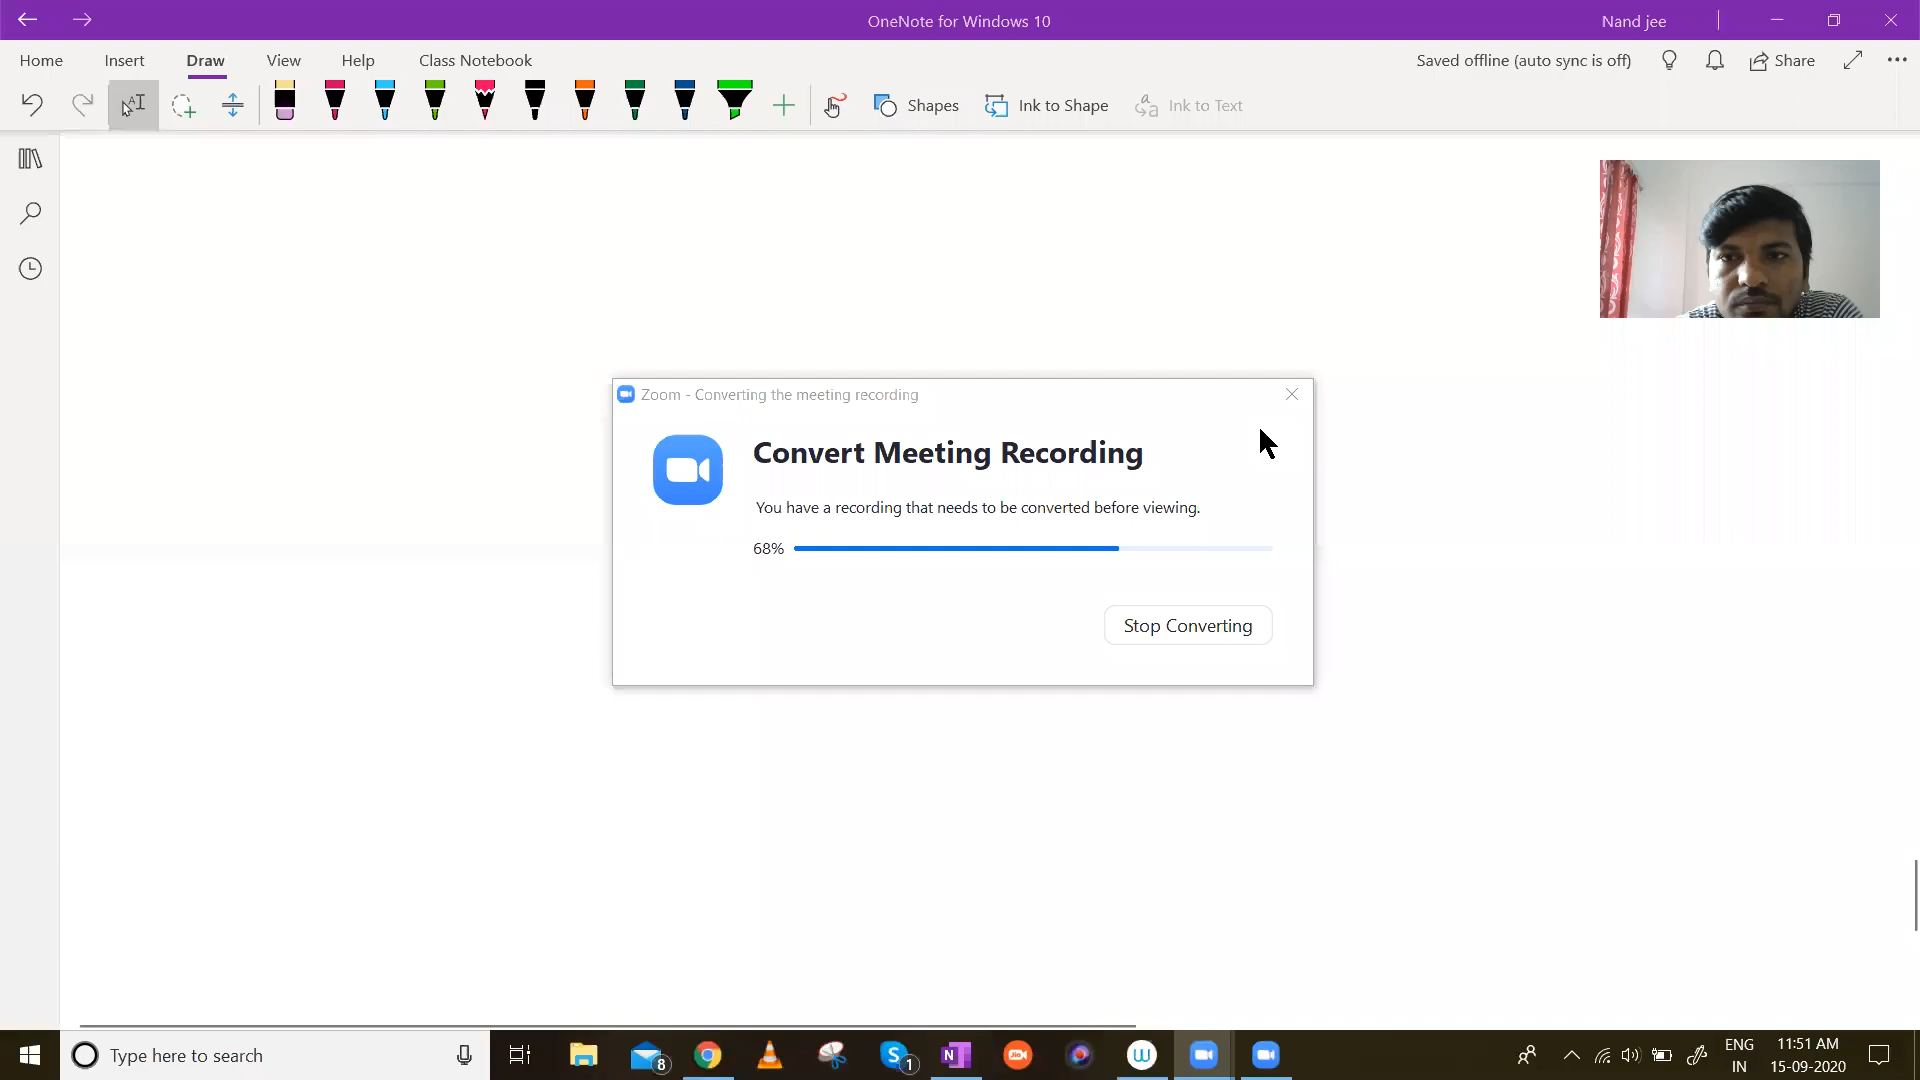 OneNote for Windows 10
Nand jee
Home Insert Draw View Help Class Notebook
Saved offline (auto sync is off)
Share
Shapes
Ink to Shape
Ink to Text
Zoom - Converting the meeting recording
Convert Meeting Recording
You have a recording that needs to be converted before viewing.
68%
Stop Converting
Type here to search
8
1
ENG
IN
11:51 AM
15-09-2020